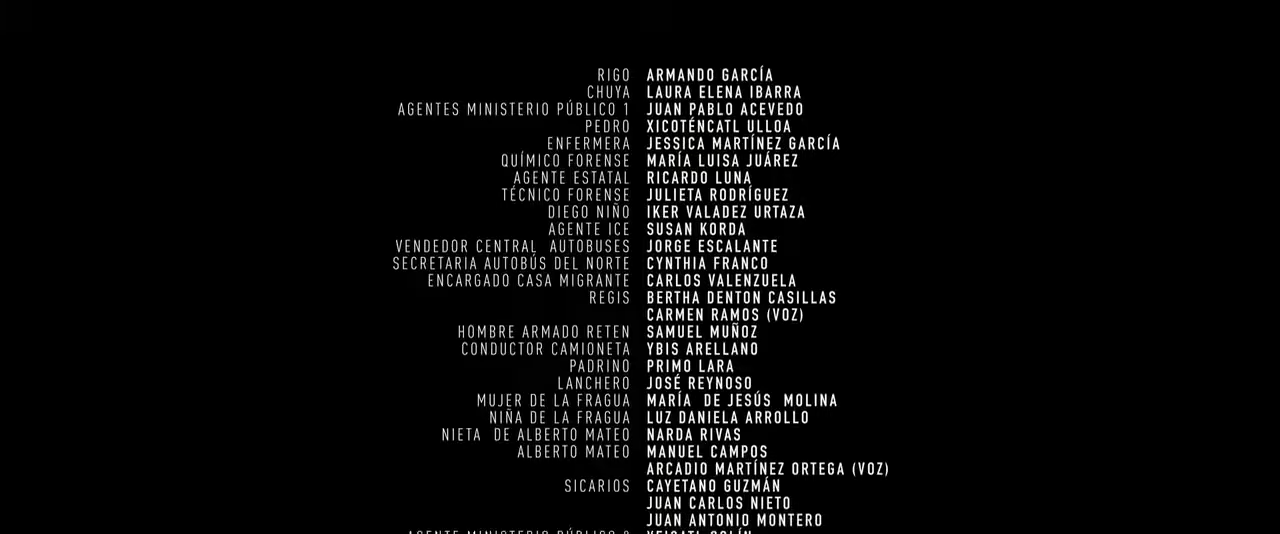 RIGO ARMANDO GARCÍA
CHUYA LAURA ELENA IBARRA
AGENTES MINISTERIO PÚBLICO 1 JUAN PABLO ACEVEDO
PEDRO XICOTÉNCATL ULLOA
ENFERMERA JESSICA MARTÍNEZ GARCÍA
QUÍMICO FORENSE MARÍA LUISA JUÁREZ
AGENTE ESTATAL RICARDO LUNA
TÉCNICO FORENSE JULIETA RODRÍGUEZ
DIEGO NIÑO IKER VALADEZ URTAZA
AGENTE ICE SUSAN KORDA
VENDEDOR CENTRAL AUTOBUSES JORGE ESCALANTE
SECRETARIA AUTOBÚS DEL NORTE CYNTHIA FRANCO
ENCARGADO CASA MIGRANTE CARLOS VALENZUELA
REGIS BERTHA DENTON CASILLAS
CARMEN RAMOS (VOZ)
HOMBRE ARMADO RETEN SAMUEL MUÑOZ
CONDUCTOR CAMIONETA YBIS ARELLANO
PADRINO PRIMO LARA
LANCHERO JOSÉ REYNOSO
MUJER DE LA FRAGUA MARÍA DE JESÚS MOLINA
NIÑA DE LA FRAGUA LUZ DANIELA ARROLLO
NIETA DE ALBERTO MATEO NARDA RIVAS
ALBERTO MATEO MANUEL CAMPOS
ARCADIO MARTÍNEZ ORTEGA (VOZ)
SICARIOS CAYETANO GUZMÁN
JUAN CARLOS NIETO
JUAN ANTONIO MONTERO
AGENTE MINISTERIO PÚBLICO